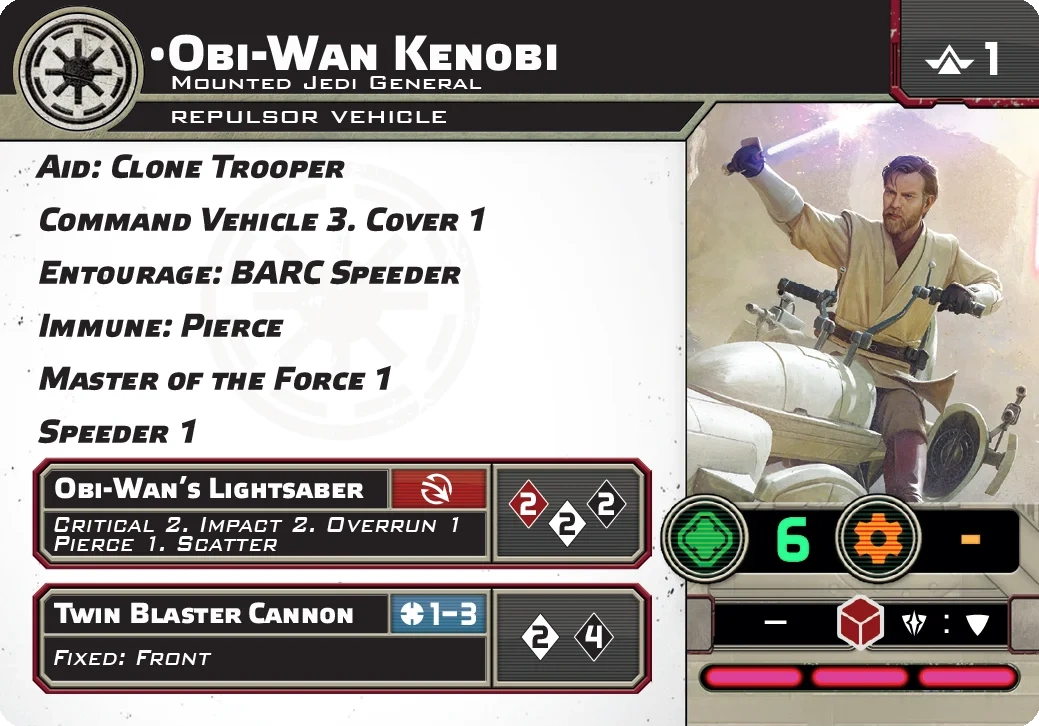 •Obi-Wan Kenobi
Mounted Jedi General
1
Repulsor Vehicle
Aid: Clone Trooper
Command Vehicle 3. Cover 1
Entourage: BARC Speeder
Immune: Pierce
Master of the Force 1
Speeder 1
Obi-Wan's Lightsaber
Critical 2. Impact 2. Overrun 1
Pierce 1. Scatter
2 2 2
6 -
Twin Blaster Cannon 1-3
Fixed: Front
2 4
– :